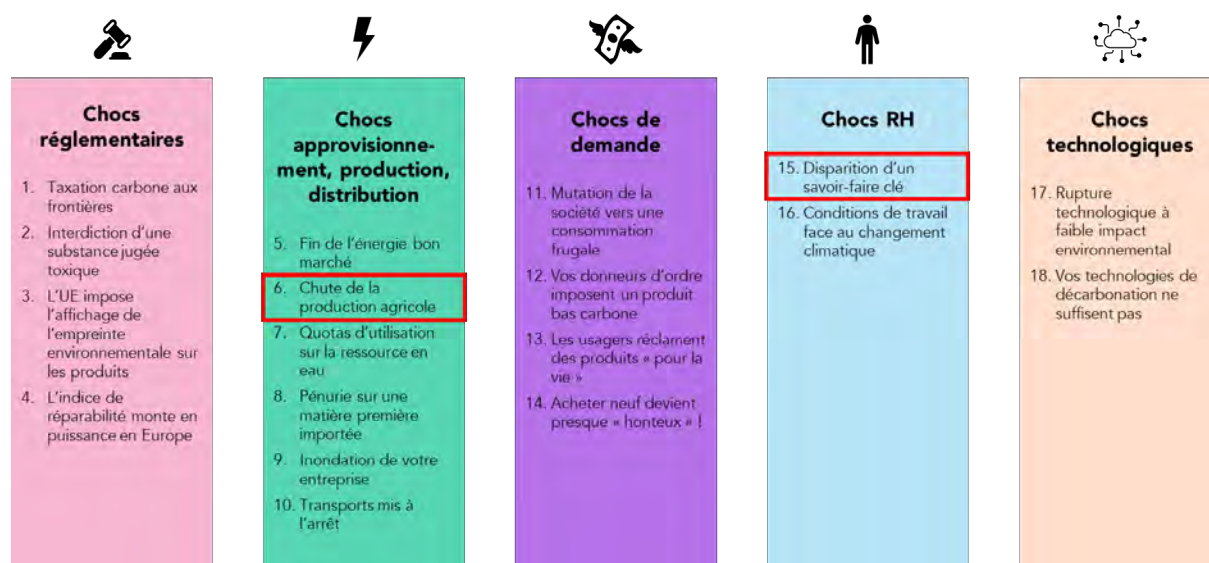 Chocs
réglementaires
1. Taxation carbone aux
frontières
2. Interdiction d'une
substance jugée
toxique
3. L'UE impose
l'affichage de
l'empreinte
environnementale sur
les produits
4. L'indice de
réparabilité monte en
puissance en Europe
Chocs
approvisionne-
ment, production,
distribution
5. Fin de l'énergie bon
marché
6. Chute de la
production agricole
7. Quotas d'utilisation
sur la ressource en
eau
8. Pénurie sur une
matière première
importée
9. Inondation de votre
entreprise
10. Transports mis à
l'arrêt
Chocs de
demande
11. Mutation de la
société vers une
consommation
frugale
12. Vos donneurs d'ordre
imposent un produit
bas carbone
13. Les usagers réclament
des produits « pour la
vie »
14. Acheter neuf devient
presque « honteux » !
Chocs RH
15. Disparition d'un
savoir-faire clé
16. Conditions de travail
face au changement
climatique
Chocs
technologiques
17. Rupture
technologique à
faible impact
environnemental
18. Vos technologies de
décarbonation ne
suffisent pas